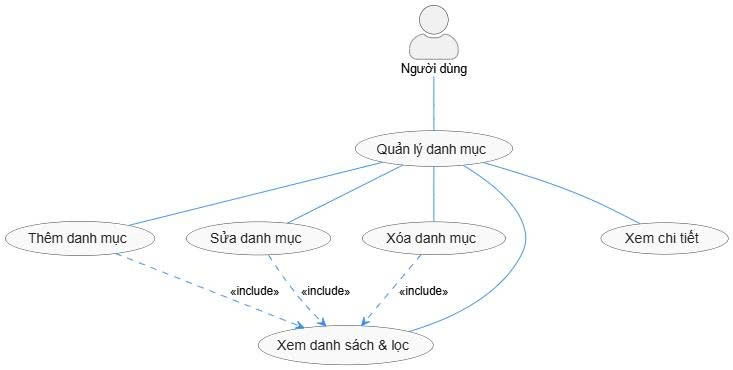 Người dùng
Quản lý danh mục
Thêm danh mục
Sửa danh mục
Xóa danh mục
Xem chi tiết
«include»
«include»
«include»
Xem danh sách & lọc